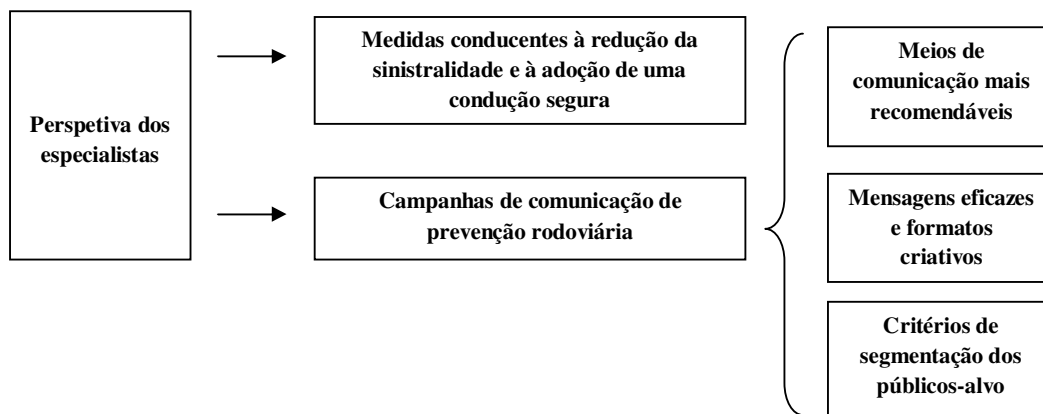 Perspetiva dos
especialistas
Medidas conducentes à redução da
sinistralidade e à adoção de uma
condução segura
Campanhas de comunicação de
prevenção rodoviária
Meios de
comunicação mais
recomendáveis
Mensagens eficazes
e formatos
criativos
Critérios de
segmentação dos
públicos-alvo